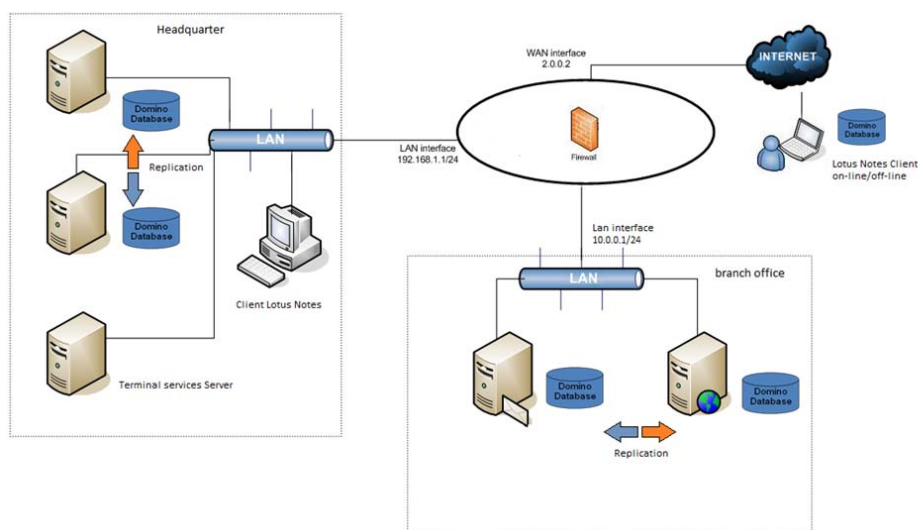 Headquarter
Domino
Database
Replication
Domino
Database
LAN
Client Lotus Notes
Terminal services Server
LAN interface
192.168.1.1/24
WAN interface
2.0.0.2
Firewall
INTERNET
Domino
Database
Lotus Notes Client
on-line/off-line
Lan interface
10.0.0.1/24
LAN
branch office
Domino
Database
Domino
Database
Replication